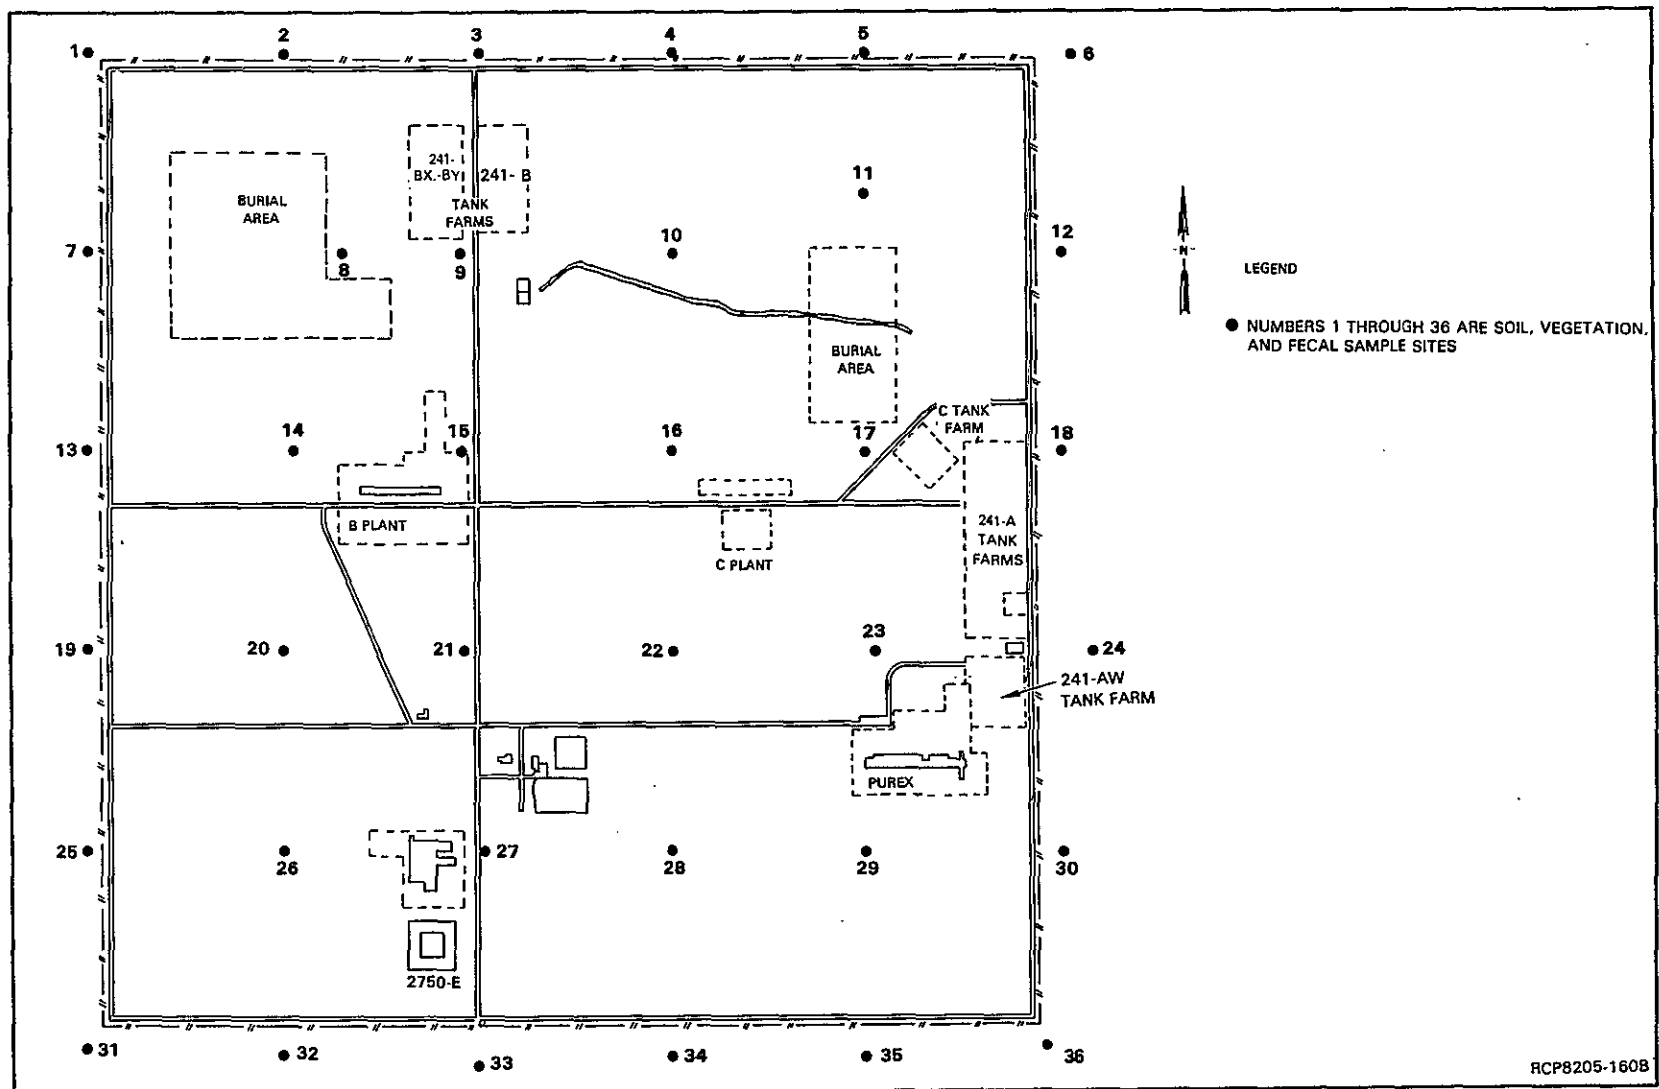 1
2
3
4
5
6
241-
BX.-BY
241- B
TANK
FARMS
BURIAL
AREA
11
7
8
9
10
12
N
LEGEND
NUMBERS 1 THROUGH 36 ARE SOIL, VEGETATION,
AND FECAL SAMPLE SITES
BURIAL
AREA
C TANK
FARM
13
14
15
16
17
18
B PLANT
C PLANT
241-A
TANK
FARMS
19
20
21
22
23
24
241-AW
TANK FARM
PUREX
25
26
27
28
29
30
2750-E
31
32
33
34
35
36
RCP8205-160B